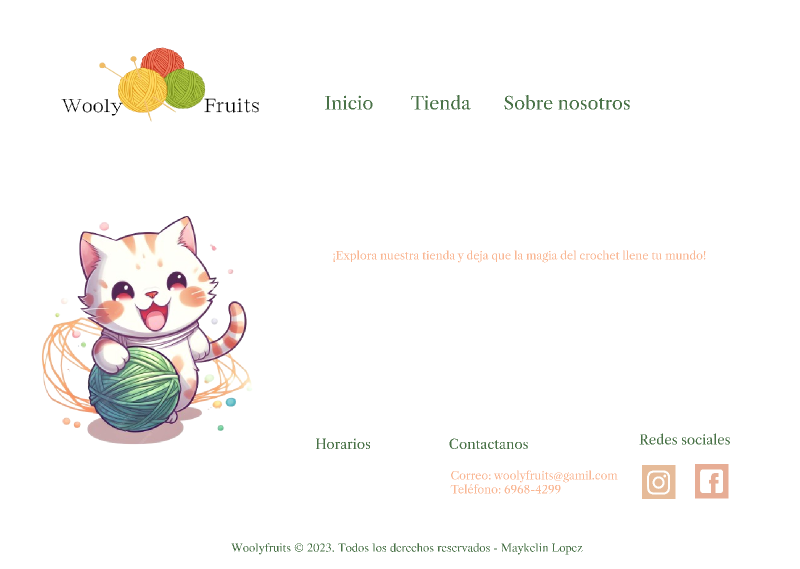 Wooly Fruits
Inicio Tienda Sobre nosotros
¡Explora nuestra tienda y deja que la magia del crochet llene tu mundo!
Horarios
Contactanos
Correo: woolyfruits@gamil.com
Teléfono: 6968-4299
Redes sociales
Woolyfruits © 2023. Todos los derechos reservados - Maykelin Lopez